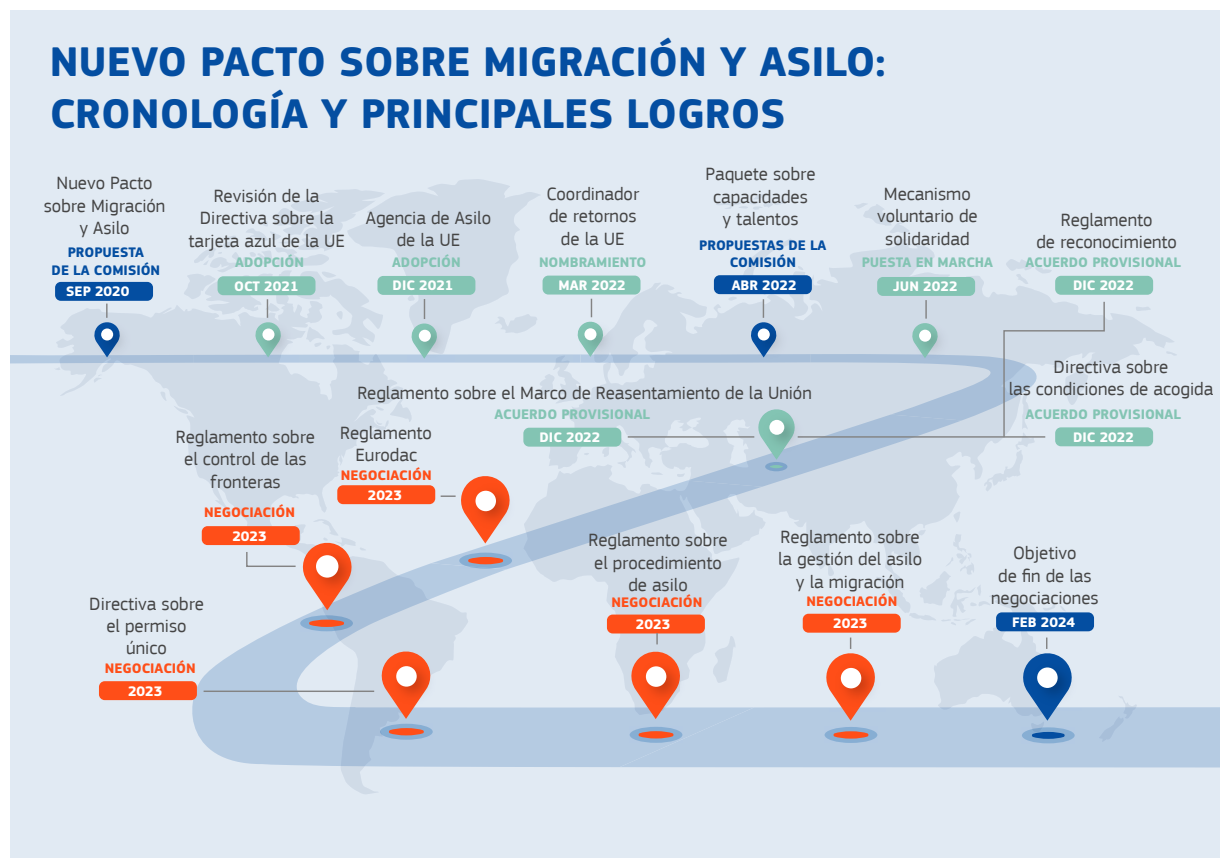 NUEVO PACTO SOBRE MIGRACIÓN Y ASILO:
CRONOLOGÍA Y PRINCIPALES LOGROS
Nuevo Pacto
sobre Migración
y Asilo
PROPUESTA
DE LA COMISIÓN
SEP 2020
Revisión de la
Directiva sobre la
tarjeta azul de la UE
ADOPCIÓN
OCT 2021
Agencia de Asilo
de la UE
ADOPCIÓN
DIC 2021
Coordinador
de retornos
de la UE
NOMBRAMIENTO
MAR 2022
Paquete sobre
capacidades
y talentos
PROPUESTAS DE LA
COMISIÓN
ABR 2022
Mecanismo
voluntario de
solidaridad
PUESTA EN MARCHA
JUN 2022
Reglamento
de reconocimiento
ACUERDO PROVISIONAL
DIC 2022
Directiva sobre
las condiciones de acogida
ACUERDO PROVISIONAL
DIC 2022
Reglamento sobre el Marco de Reasentamiento de la Unión
ACUERDO PROVISIONAL
DIC 2022
Reglamento
Eurodac
NEGOCIACIÓN
2023
Reglamento sobre
el control de las
fronteras
NEGOCIACIÓN
2023
Directiva sobre
el permiso
único
NEGOCIACIÓN
2023
Reglamento sobre
el procedimiento
de asilo
NEGOCIACIÓN
2023
Reglamento sobre
la gestión del asilo
y la migración
NEGOCIACIÓN
2023
Objetivo
de fin de las
negociaciones
FEB 2024